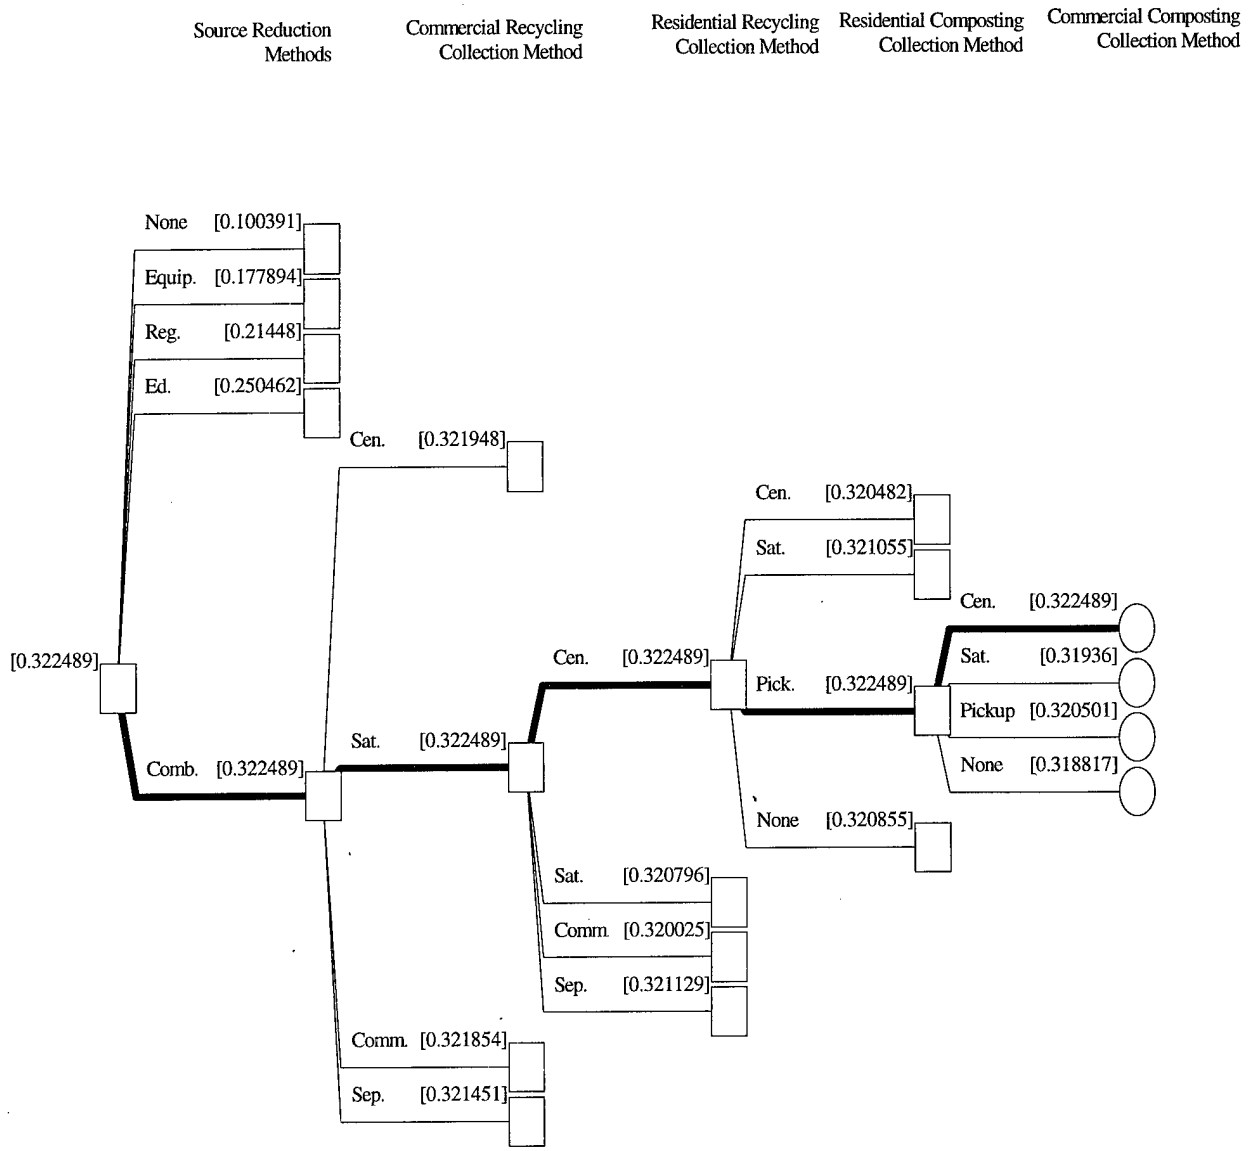 Source Reduction
Methods
Commercial Recycling
Collection Method
Residential Recycling
Collection Method
Residential Composting
Collection Method
Commercial Composting
Collection Method
None [0.100391]
Equip. [0.177894]
Reg. [0.21448]
Ed. [0.250462]
Cen. [0.321948]
Cen. [0.320482]
Sat. [0.321055]
Cen. [0.322489]
[0.322489]
Cen. [0.322489]
Sat. [0.31936]
Pick. [0.322489]
Pickup [0.320501]
Sat. [0.322489]
Comb. [0.322489]
None [0.318817]
None [0.320855]
Sat. [0.320796]
Comm. [0.320025]
Sep. [0.321129]
Comm. [0.321854]
Sep. [0.321451]